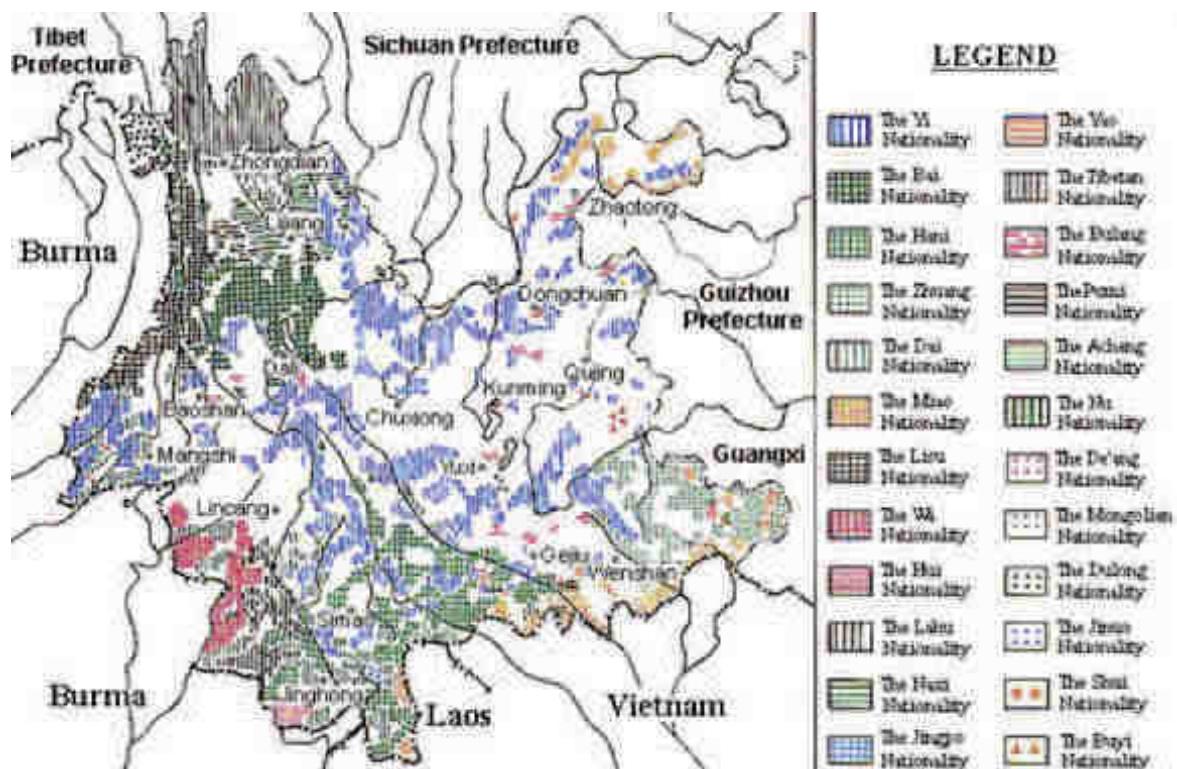 Tibet
Prefecture
Sichuan Prefecture
Zhongdian
Lijiang
Burma
Zhaotong
Dongchuan
Guizhou
Prefecture
Dali
Kunming
Qujing
Baoshan
Chuxiong
Mangshi
Yuxi
Guangxi
Lincang
Gejiu
Wenshan
Simao
Jinghong
Burma
Laos
Vietnam
LEGEND
The Yi
Nationality
The Bai
Nationality
The Hani
Nationality
The Zhuang
Nationality
The Dai
Nationality
The Miao
Nationality
The Lisu
Nationality
The Wa
Nationality
The Hui
Nationality
The Lahu
Nationality
The Naxi
Nationality
The Jingpo
Nationality
The Yao
Nationality
The Tibetan
Nationality
The Bulang
Nationality
The Pumi
Nationality
The Achang
Nationality
The Nu
Nationality
The De'ang
Nationality
The Mongolian
Nationality
The Dulong
Nationality
The Jinuo
Nationality
The Shui
Nationality
The Buyi
Nationality